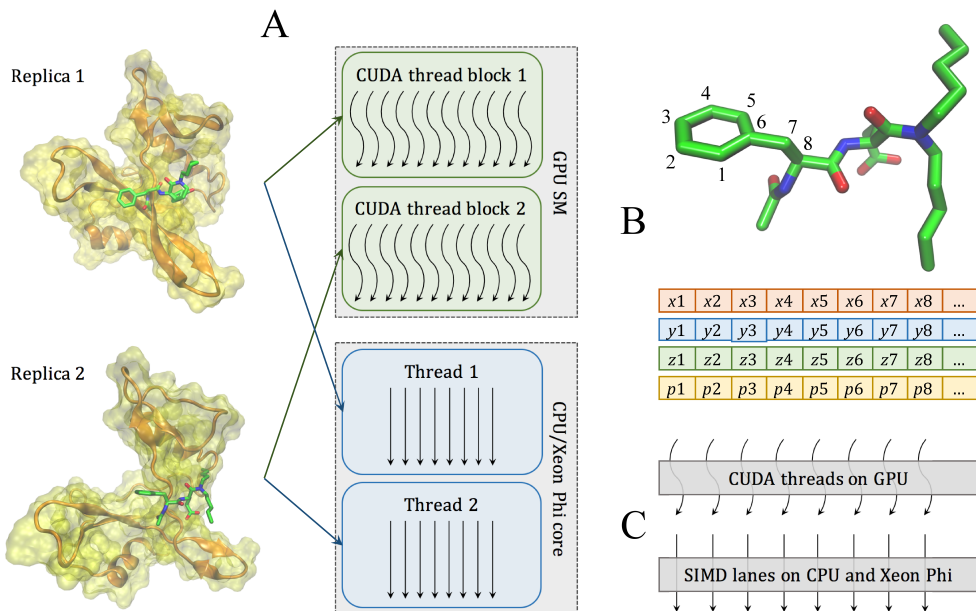 A
Replica 1
CUDA thread block 1
CUDA thread block 2
GPU SM
Replica 2
Thread 1
Thread 2
CPU/Xeon Phi core
B
1
2
3
4
5
6
7
8
x1 x2 x3 x4 x5 x6 x7 x8 ...
y1 y2 y3 y4 y5 y6 y7 y8 ...
z1 z2 z3 z4 z5 z6 z7 z8 ...
p1 p2 p3 p4 p5 p6 p7 p8 ...
C
CUDA threads on GPU
SIMD lanes on CPU and Xeon Phi